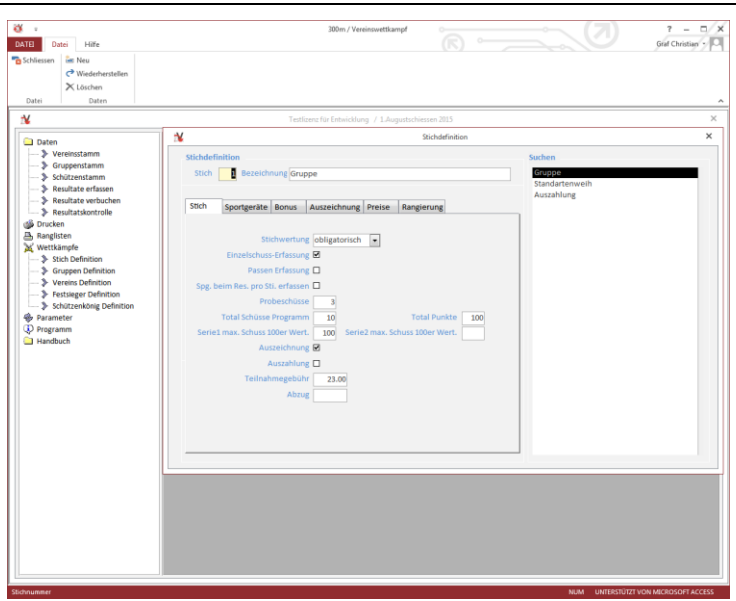 300m / Vereinswettkampf
? – □ X
DATEI Datei Hilfe
Graf Christian
Schliessen Neu
Wiederherstellen
Löschen
Datei Daten
Testlizenz für Entwicklung / 1.Augustschiessen 2015
Daten
Vereinsstamm
Gruppenstamm
Schützenstamm
Resultate erfassen
Resultate verbuchen
Resultatskontrolle
Drucken
Ranglisten
Wettkämpfe
Stich Definition
Gruppen Definition
Vereins Definition
Festsieger Definition
Schützenkönig Definition
Parameter
Programm
Handbuch
Stichdefinition
Stichdefinition
Stich 1 Bezeichnung Gruppe
Stich Sportgeräte Bonus Auszeichnung Preise Rangierung
Stichwertung obligatorisch
Einzelschuss-Erfassung
Passen Erfassung
Spg. beim Res. pro Sti. erfassen
Probeschüsse 3
Total Schüsse Programm 10 Total Punkte 100
Serie1 max. Schuss 100er Wert. 100 Serie2 max. Schuss 100er Wert.
Auszeichnung
Auszahlung
Teilnahmegebühr 23.00
Abzug
Suchen
Gruppe
Standartenweih
Auszahlung
Stichnummer
NUM UNTERSTÜTZT VON MICROSOFT ACCESS